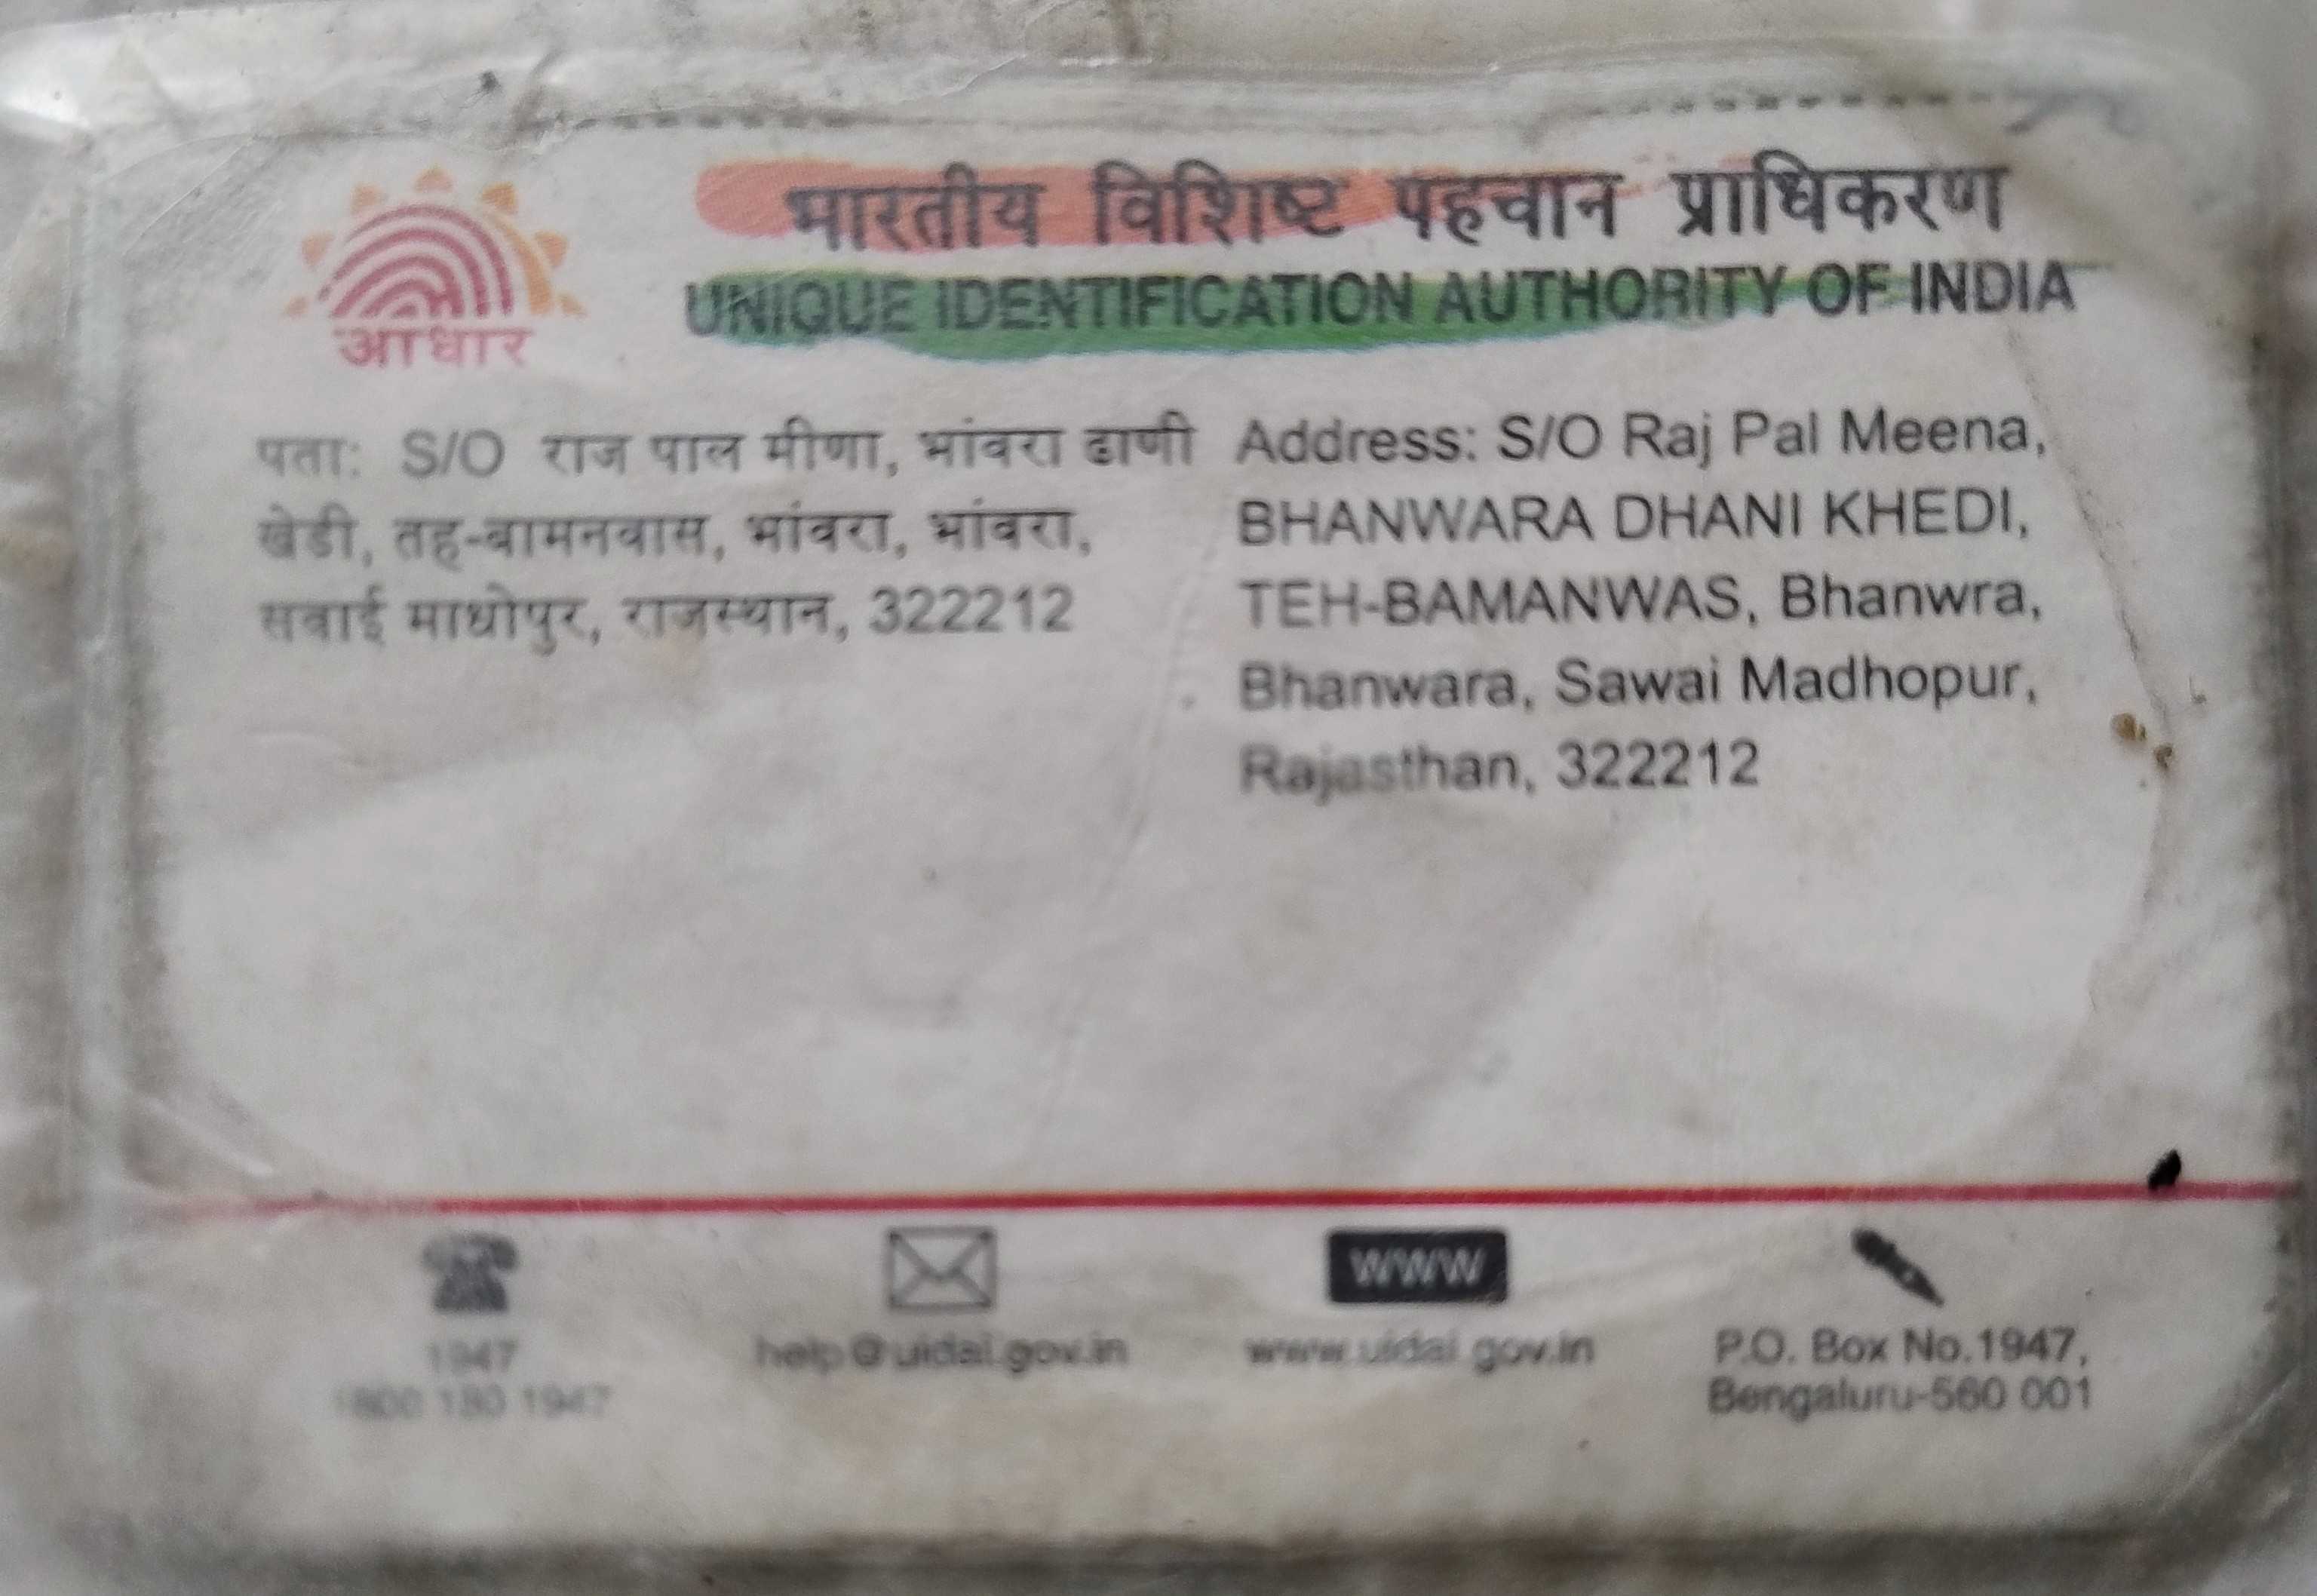 भारतीय विशिष्ट पहचान प्राधिकरण
UNIQUE IDENTIFICATION AUTHORITY OF INDIA
आधार
पता: S/O राज पाल मीणा, भांवरा ढाणी
खेडी, तह-बामनवास, भांवरा, भांवरा,
सवाई माधोपुर, राजस्थान, 322212
Address: S/O Raj Pal Meena,
BHANWARA DHANI KHEDI,
TEH-BAMANWAS, Bhanwra,
Bhanwara, Sawai Madhopur,
Rajasthan, 322212
1947
1800 180 1947
help@uidai.gov.in
WWW
www.uidai.gov.in
P.O. Box No.1947,
Bengaluru-560 001